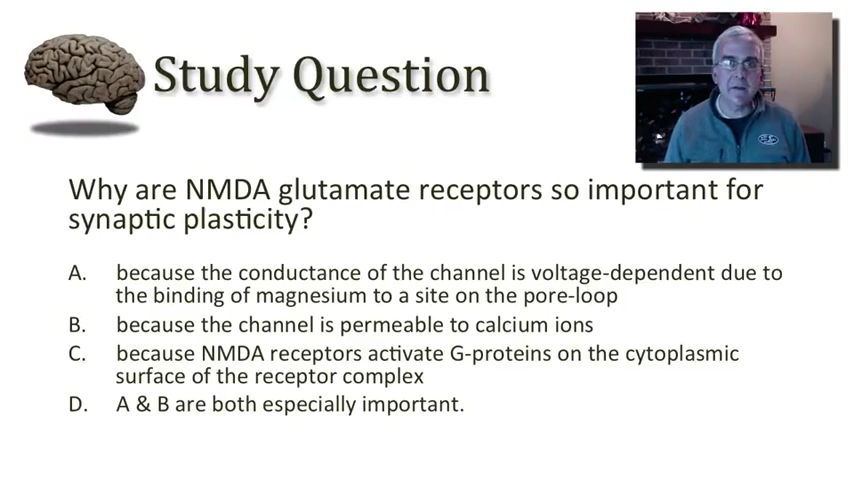 Study Question
Why are NMDA glutamate receptors so important for
synaptic plasticity?
A. because the conductance of the channel is voltage-dependent due to
the binding of magnesium to a site on the pore-loop
B. because the channel is permeable to calcium ions
C. because NMDA receptors activate G-proteins on the cytoplasmic
surface of the receptor complex
D. A & B are both especially important.